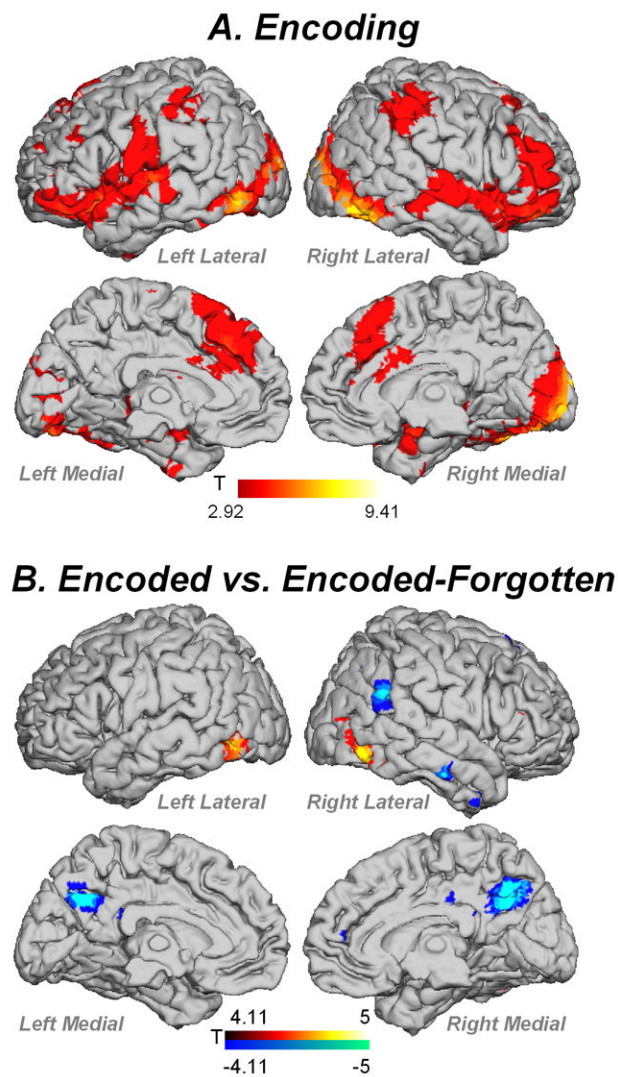 A. Encoding
Left Lateral
Right Lateral
Left Medial
Right Medial
T
2.92
9.41
B. Encoded vs. Encoded-Forgotten
Left Lateral
Right Lateral
Left Medial
Right Medial
4.11
5
T
-4.11
-5